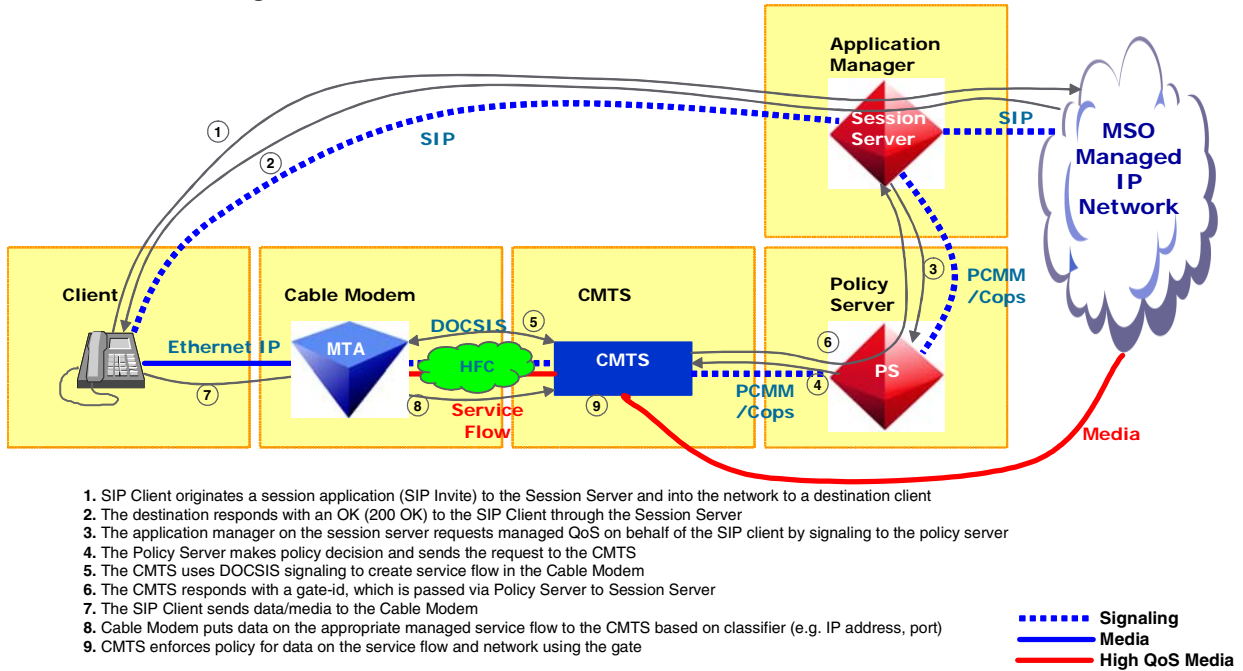 Application
Manager
1
Session
Server
SIP
MSO
Managed
IP
Network
2
SIP
3
PCMM
/Cops
Client
Cable Modem
CMTS
Policy
Server
DOCSIS
5
Ethernet IP
MTA
HFC
CMTS
6
PS
7
8
Service
Flow
9
PCMM
/Cops
4
Media
1. SIP Client originates a session application (SIP Invite) to the Session Server and into the network to a destination client
2. The destination responds with an OK (200 OK) to the SIP Client through the Session Server
3. The application manager on the session server requests managed QoS on behalf of the SIP client by signaling to the policy server
4. The Policy Server makes policy decision and sends the request to the CMTS
5. The CMTS uses DOCSIS signaling to create service flow in the Cable Modem
6. The CMTS responds with a gate-id, which is passed via Policy Server to Session Server
7. The SIP Client sends data/media to the Cable Modem
8. Cable Modem puts data on the appropriate managed service flow to the CMTS based on classifier (e.g. IP address, port)
9. CMTS enforces policy for data on the service flow and network using the gate
Signaling
Media
High QoS Media